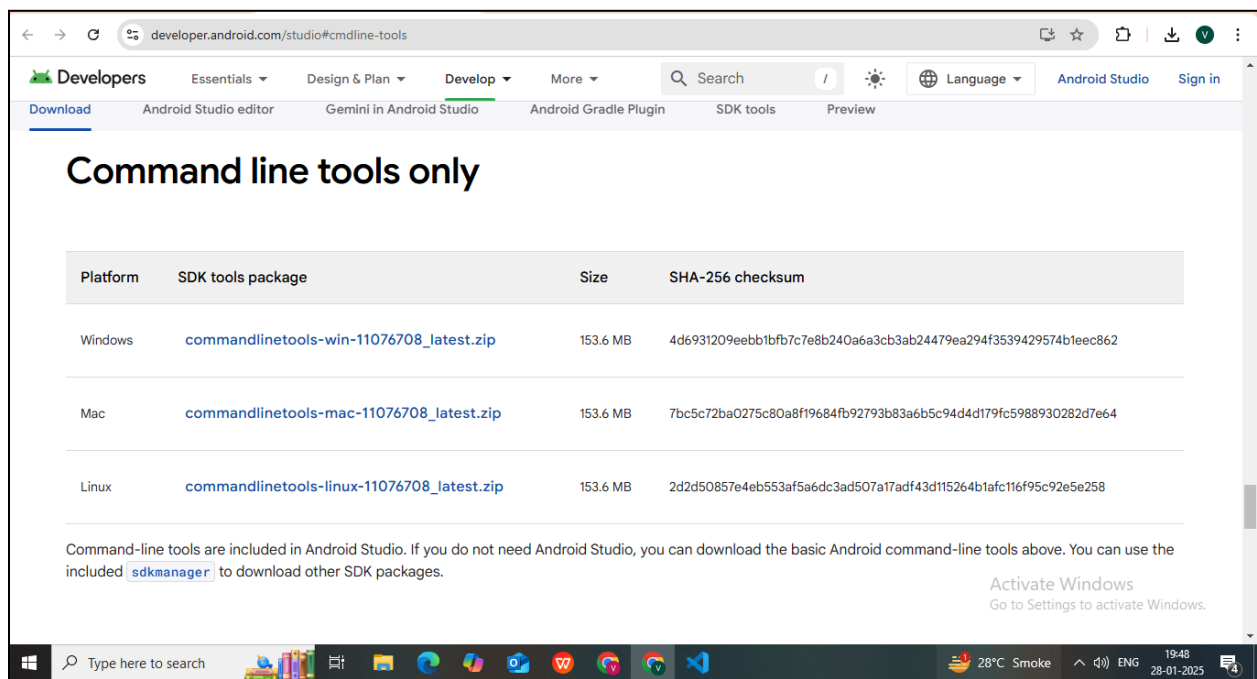 developer.android.com/studio#cmdline-tools
V
Developers Essentials Design & Plan Develop More Search / Language Android Studio Sign in
Download Android Studio editor Gemini in Android Studio Android Gradle Plugin SDK tools Preview
Command line tools only
Platform SDK tools package Size SHA-256 checksum
Windows commandlinetools-win-11076708_latest.zip 153.6 MB 4d6931209eebb1bfb7c7e8b240a6a3cb3ab24479ea294f3539429574b1eec862
Mac commandlinetools-mac-11076708_latest.zip 153.6 MB 7bc5c72ba0275c80a8f19684fb92793b83a6b5c94d4d179fc5988930282d7e64
Linux commandlinetools-linux-11076708_latest.zip 153.6 MB 2d2d50857e4eb553af5a6dc3ad507a17adf43d115264b1afc116f95c92e5e258
Command-line tools are included in Android Studio. If you do not need Android Studio, you can download the basic Android command-line tools above. You can use the
included sdkmanager to download other SDK packages.
Activate Windows
Go to Settings to activate Windows.
Type here to search 28°C Smoke ENG 19:48
28-01-2025 4